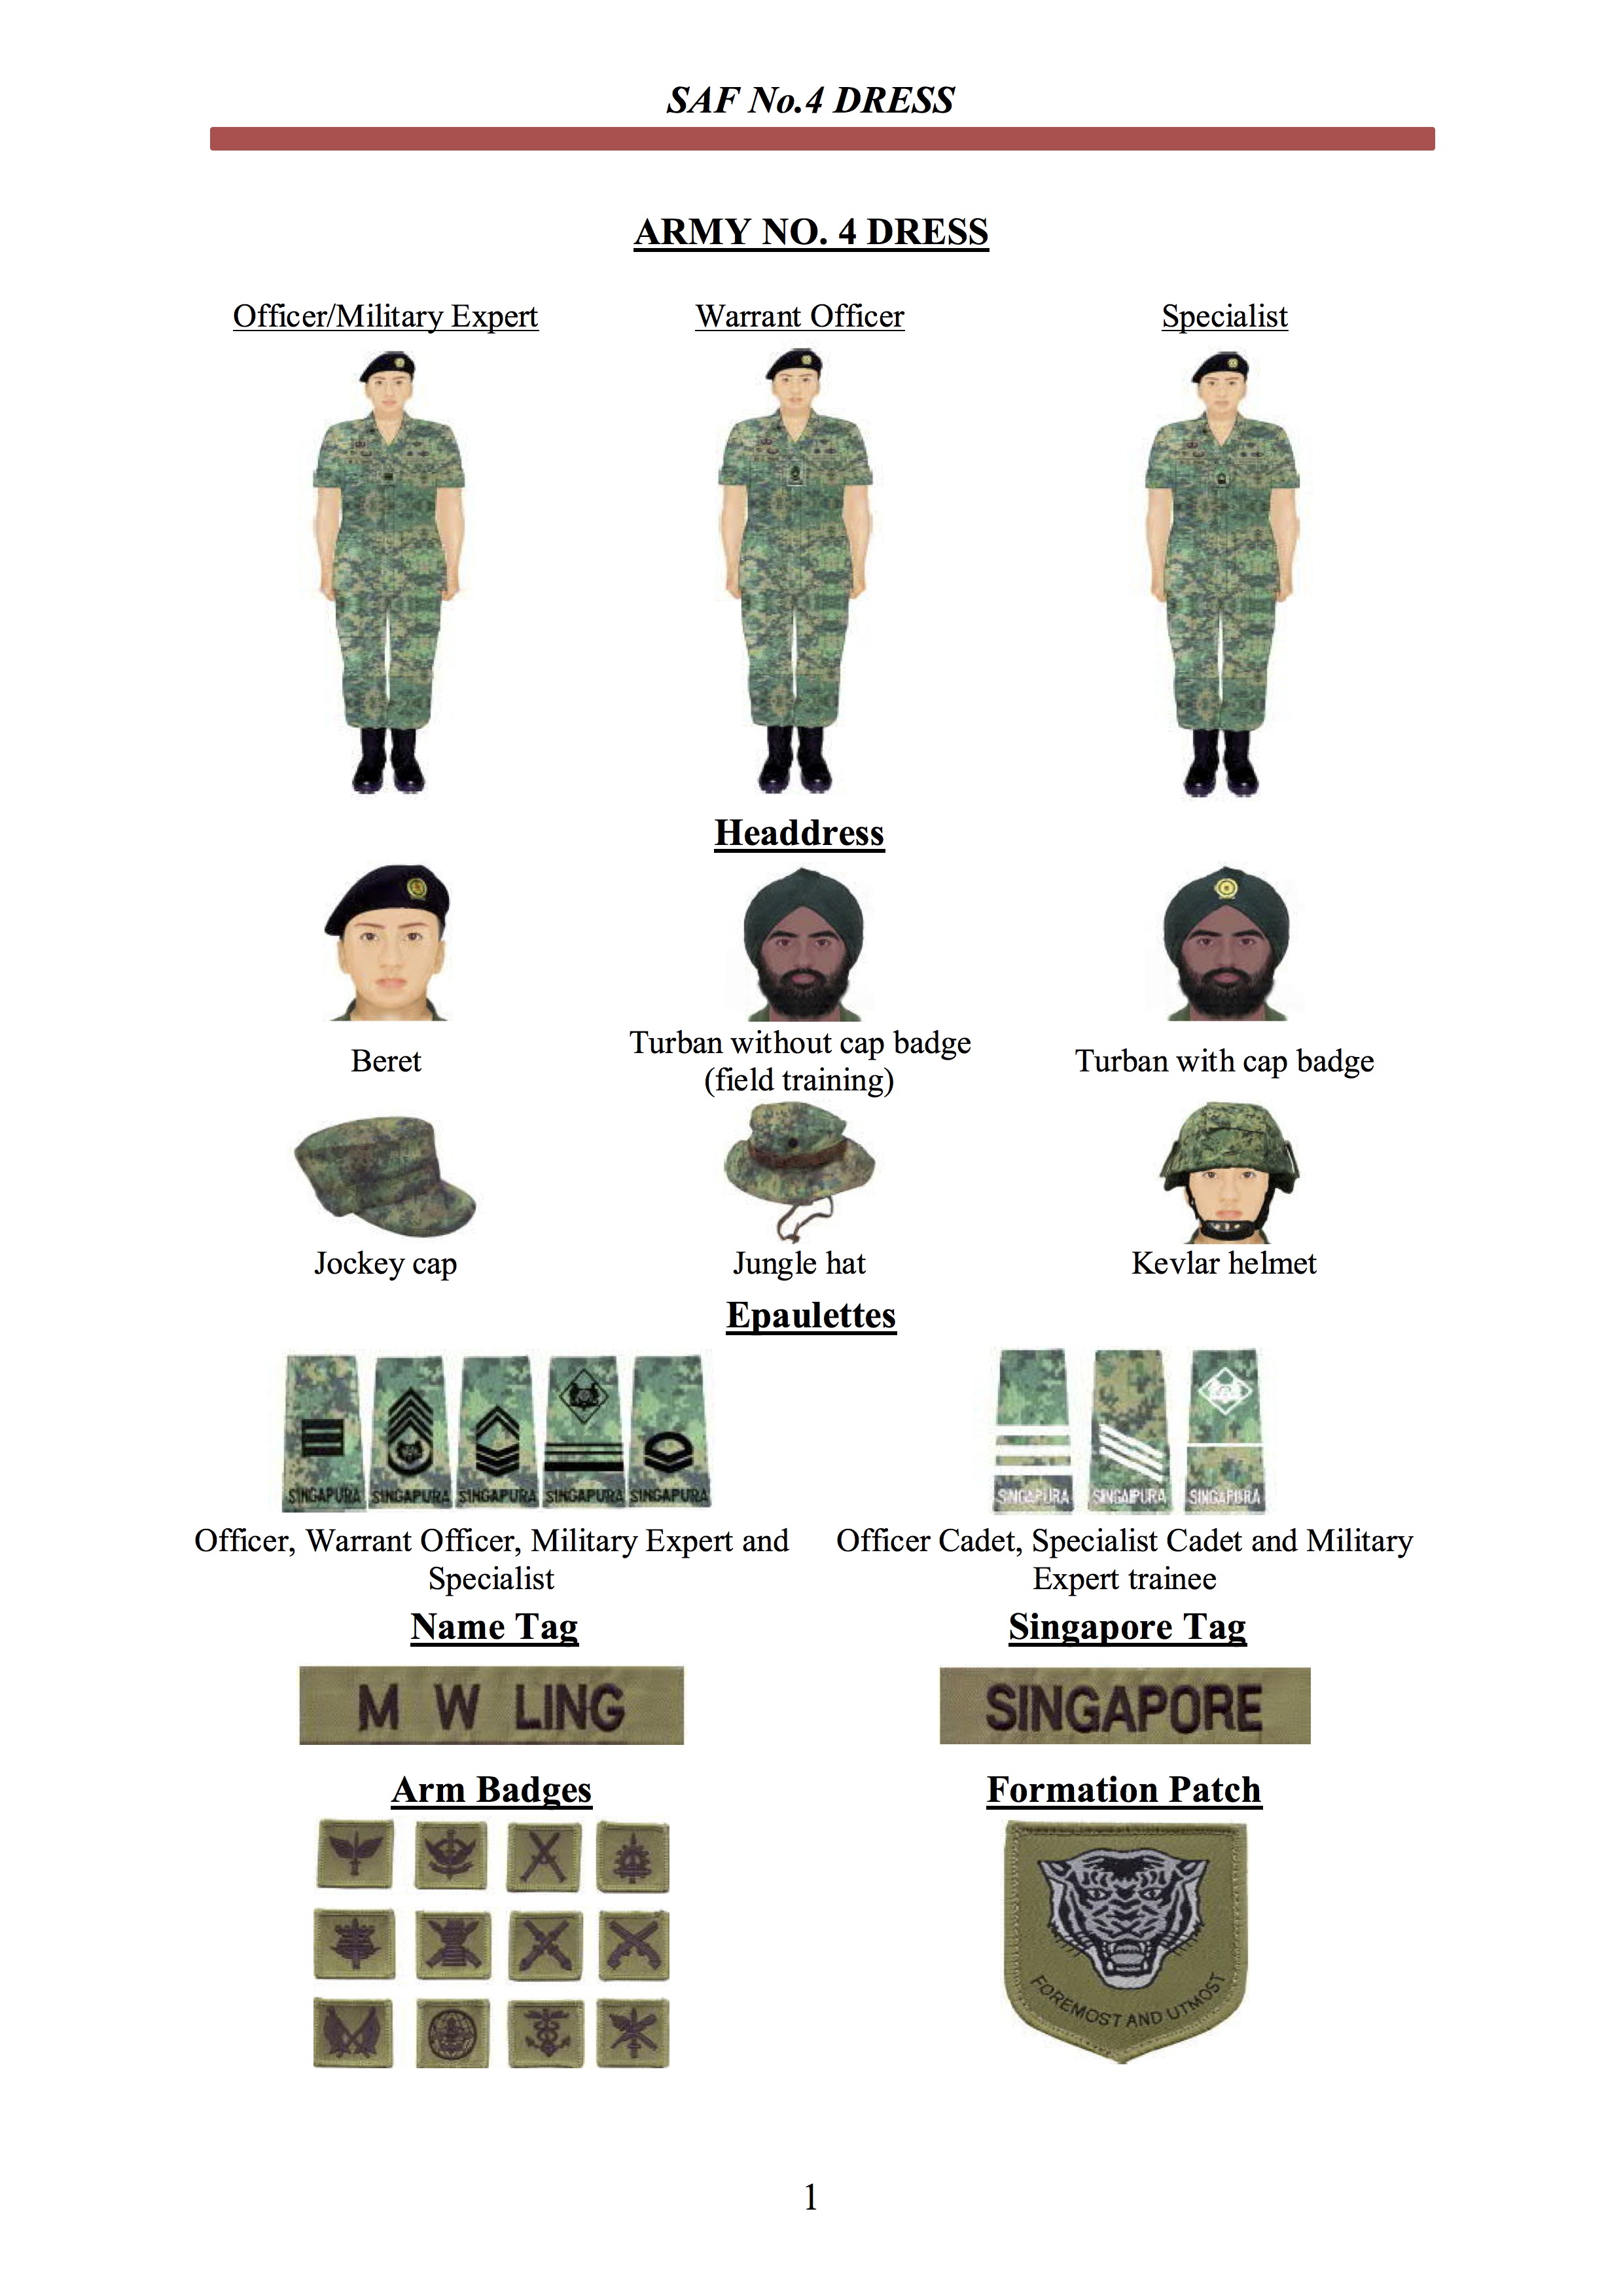 SAF No.4 DRESS
ARMY NO. 4 DRESS
Officer/Military Expert
Warrant Officer
Specialist
Headdress
Beret
Turban without cap badge
(field training)
Turban with cap badge
Jockey cap
Jungle hat
Kevlar helmet
Epaulettes
SINGAPURA
SINGAPURA
SINGAPURA
SINGAPURA
SINGAPURA
SINGAPURA
SINGAPURA
SINGAPURA
Officer, Warrant Officer, Military Expert and
Specialist
Officer Cadet, Specialist Cadet and Military
Expert trainee
Name Tag
Singapore Tag
M W LING
SINGAPORE
Arm Badges
Formation Patch
FOREMOST AND UTMOST
1